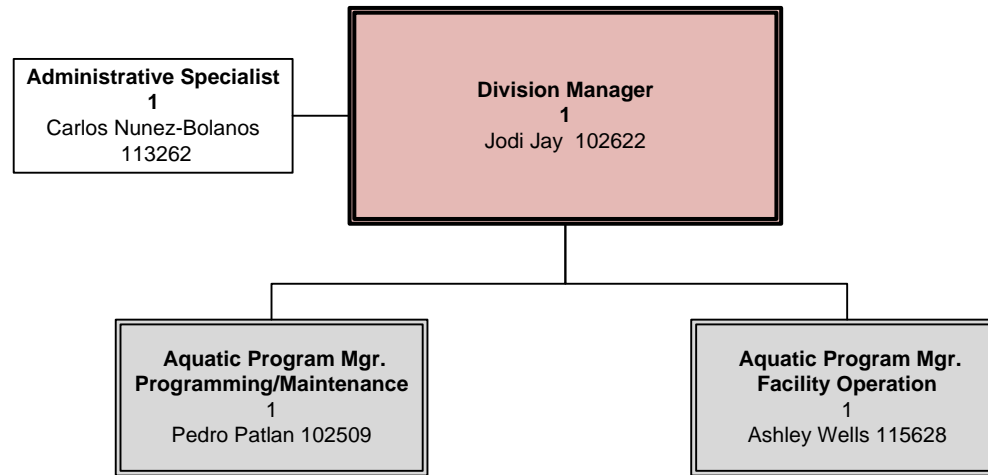 Administrative Specialist
1
Carlos Nunez-Bolanos
113262
Division Manager
1
Jodi Jay  102622
Aquatic Program Mgr.
Programming/Maintenance
1
Pedro Patlan 102509
Aquatic Program Mgr.
Facility Operation
1
Ashley Wells 115628